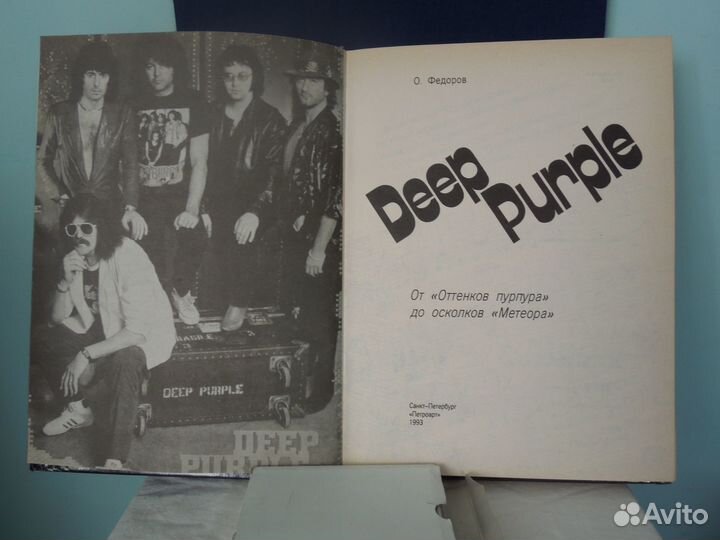 DEEP PURPLE
DEEP
PURPLE
О. Федоров
Deep
Purple
От «Оттенков пурпура»
до осколков «Метеора»
Санкт-Петербург
«Петроарт»
1993
Avito